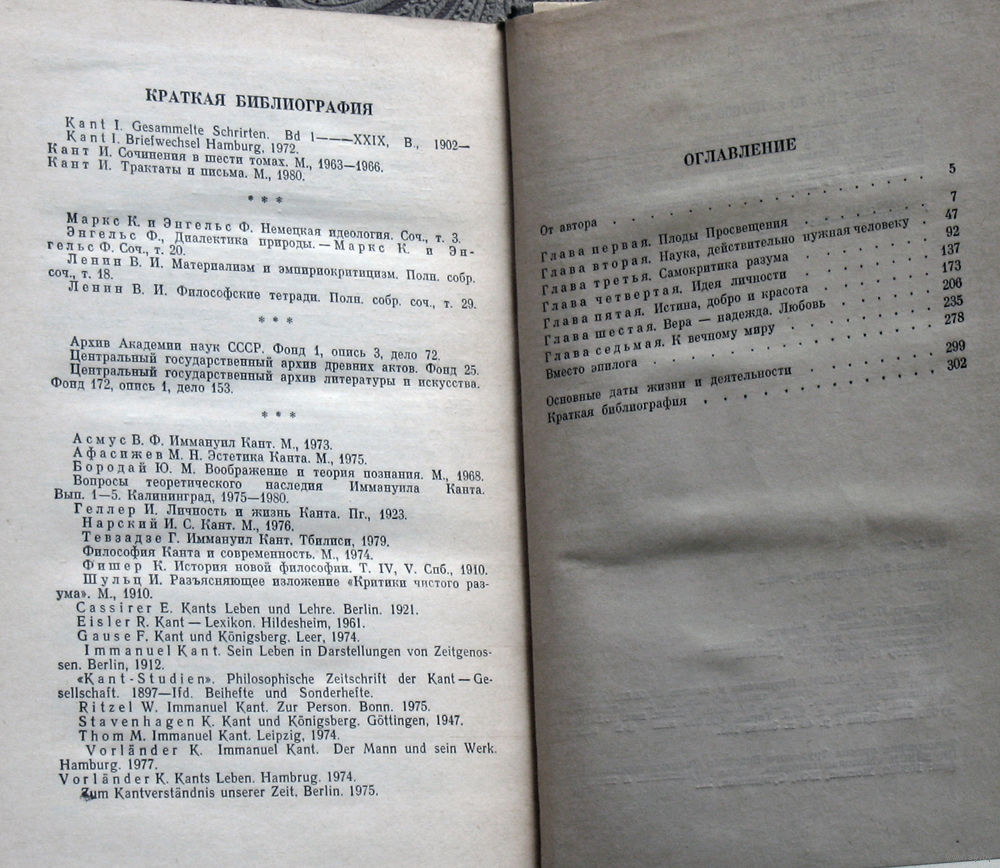 КРАТКАЯ БИБЛИОГРАФИЯ
Kant I. Gesammelte Schrirten. Bd I———XXIX, B., 1902—
Kant I. Briefwechsel Hamburg, 1972.
Кант И. Сочинения в шести томах. М., 1963—1966.
Кант И. Трактаты и письма. М., 1980.
* * *
Маркс К. и Энгельс Ф. Немецкая идеология. Соч., т. 3.
Энгельс Ф., Диалектика природы. — Маркс К. и Эн-
гельс Ф. Соч., т. 20.
Ленин В. И. Материализм и эмпириокритицизм. Полн. собр.
соч., т. 18.
Ленин В. И. Философские тетради. Полн. собр. соч., т. 29.
* * *
Архив Академии наук СССР. Фонд 1, опись 3, дело 72.
Центральный государственный архив древних актов. Фонд 25.
Центральный государственный архив литературы и искусства.
Фонд 172, опись 1, дело 153.
* * *
Асмус В. Ф. Иммануил Кант. М., 1973.
Афасижев М. Н. Эстетика Канта. М., 1975.
Бородай Ю. М. Воображение и теория познания. М., 1968.
Вопросы теоретического наследия Иммануила Канта.
Вып. 1—5. Калининград, 1975—1980.
Геллер И. Личность и жизнь Канта. Пг., 1923.
Нарский И. С. Кант. М., 1976.
Тевзадзе Г. Иммануил Кант. Тбилиси, 1979.
Философия Канта и современность. М., 1974.
Фишер К. История новой философии. Т. IV, V. Спб., 1910.
Шульц И. Разъясняющее изложение «Критики чистого раз-
ума». М., 1910.
Cassirer E. Kants Leben und Lehre. Berlin. 1921.
Eisler R. Kant — Lexikon. Hildesheim, 1961.
Gause F. Kant und Königsberg. Leer, 1974.
Immanuel Kant. Sein Leben in Darstellungen von Zeitgenos-
sen. Berlin, 1912.
«Kant-Studien». Philosophische Zeitschrift der Kant — Ge-
sellschaft. 1897—lfd. Beihefte und Sonderhefte.
Ritzel W. Immanuel Kant. Zur Person. Bonn. 1975.
Stavenhagen K. Kant und Königsberg. Göttingen, 1947.
Thom M. Immanuel Kant. Leipzig, 1974.
Vorländer K. Immanuel Kant. Der Mann und sein Werk.
Hamburg. 1977.
Vorländer K. Kants Leben. Hambrug. 1974.
Zum Kantverständnis unserer Zeit. Berlin. 1975.
ОГЛАВЛЕНИЕ
От автора . . . . . . . . . . . . . 5
Глава первая. Плоды Просвещения . . . . . 7
Глава вторая. Наука, действительно нужная человеку . 47
Глава третья. Самокритика разума . . . . . 92
Глава четвертая. Идея личности . . . . . 137
Глава пятая. Истина, добро и красота . . . . 173
Глава шестая. Вера — надежда. Любовь . . . . 206
Глава седьмая. К вечному миру . . . . . 235
Вместо эпилога . . . . . . . . . . . 278
Основные даты жизни и деятельности . . . . . 299
Краткая библиография . . . . . . . . . 302